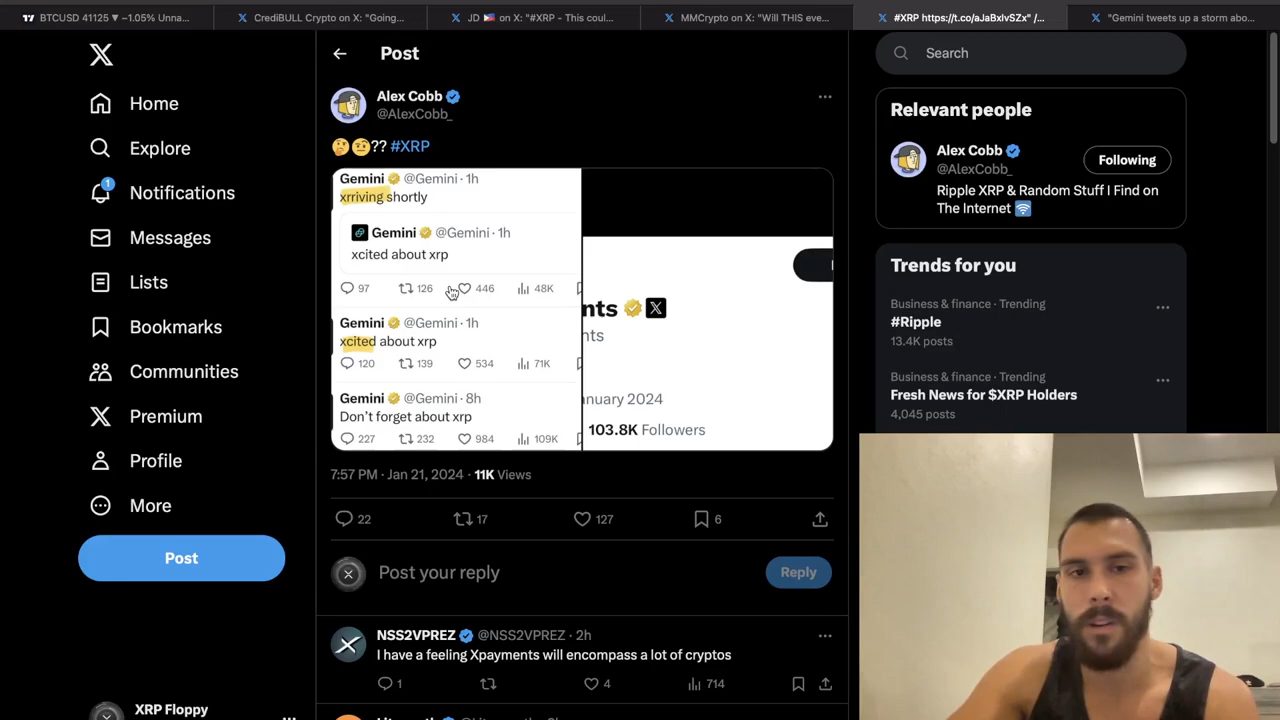 BTCUSD 41125 ▼ −1.05% Unna...
CrediBULL Crypto on X: "Going...
JD 🇵🇭 on X: "#XRP - This coul...
MMCrypto on X: "Will THIS eve...
#XRP https://t.co/aJaBxIvSZx" /...
"Gemini tweets up a storm abo...
Home
Explore
1
Notifications
Messages
Lists
Bookmarks
Communities
Premium
Profile
More
Post
XRP Floppy
Post
Alex Cobb
@AlexCobb_
🤔🤨?? #XRP
Gemini @Gemini · 1h
xrriving shortly
Gemini @Gemini · 1h
xcited about xrp
97 126 446 48K
Gemini @Gemini · 1h
xcited about xrp
120 139 534 71K
Gemini @Gemini · 8h
Don't forget about xrp
227 232 984 109K
nts
nts
nuary 2024
103.8K Followers
7:57 PM · Jan 21, 2024 · 11K Views
22 17 127 6
Post your reply
Reply
NSS2VPREZ @NSS2VPREZ · 2h
I have a feeling Xpayments will encompass a lot of cryptos
1 4 714
Search
Relevant people
Alex Cobb
@AlexCobb_
Following
Ripple XRP & Random Stuff I Find on
The Internet 🛜
Trends for you
Business & finance · Trending
#Ripple
13.4K posts
Business & finance · Trending
Fresh News for $XRP Holders
4,045 posts